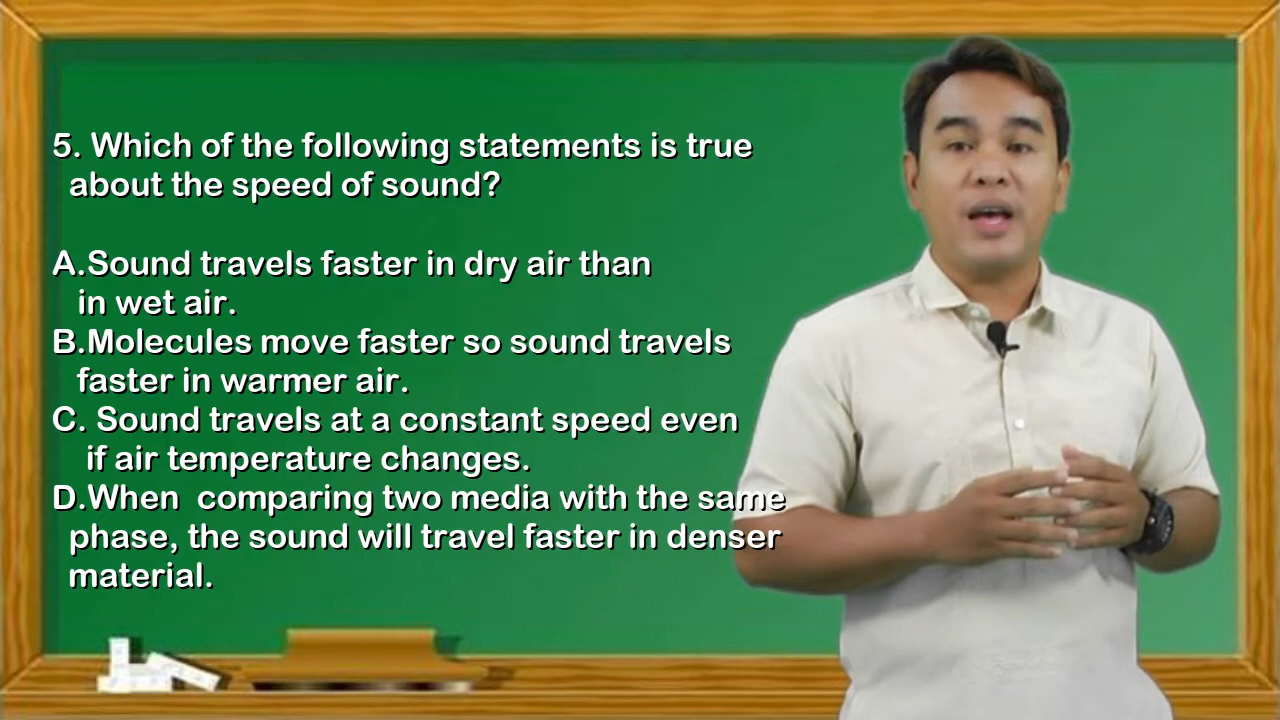 5. Which of the following statements is true
about the speed of sound?
A.Sound travels faster in dry air than
in wet air.
B.Molecules move faster so sound travels
faster in warmer air.
C. Sound travels at a constant speed even
if air temperature changes.
D.When  comparing two media with the same
phase, the sound will travel faster in denser
material.